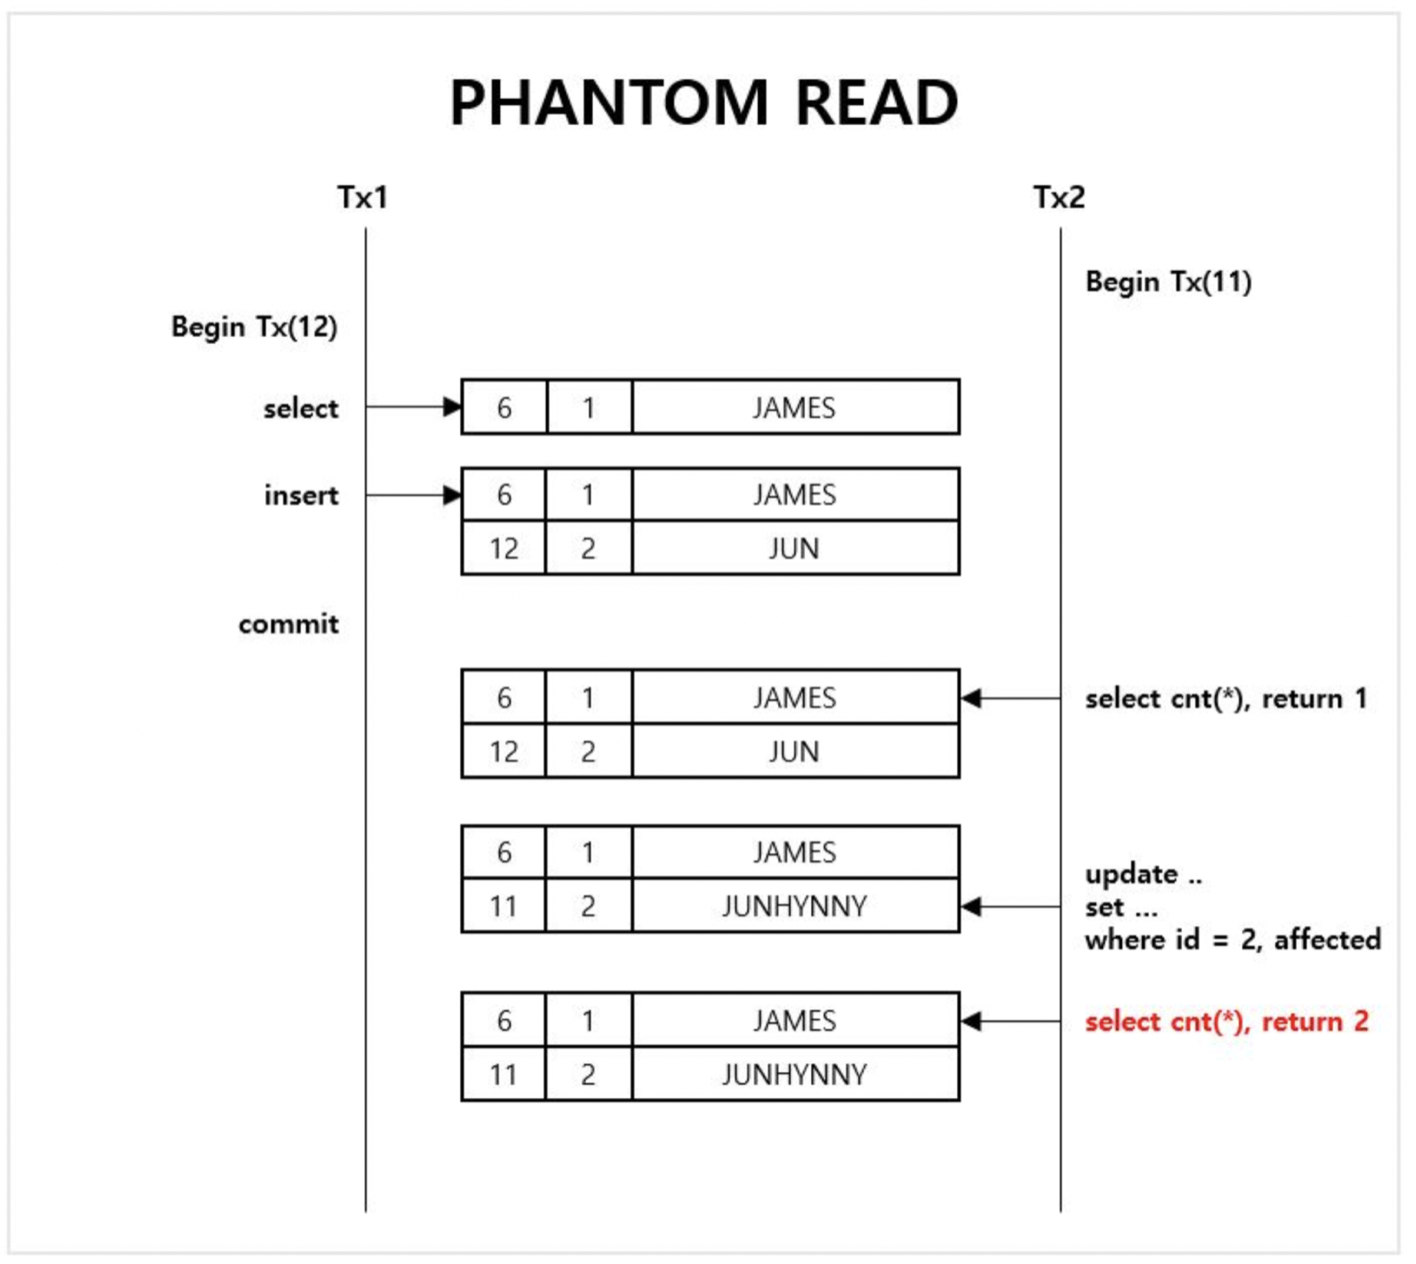 PHANTOM READ
Tx1
Tx2
Begin Tx(11)
Begin Tx(12)
select
6 1 JAMES
insert
6 1 JAMES
12 2 JUN
commit
6 1 JAMES
select cnt(*), return 1
12 2 JUN
6 1 JAMES
update ..
11 2 JUNHYNNY
set ...
where id = 2, affected
6 1 JAMES
select cnt(*), return 2
11 2 JUNHYNNY